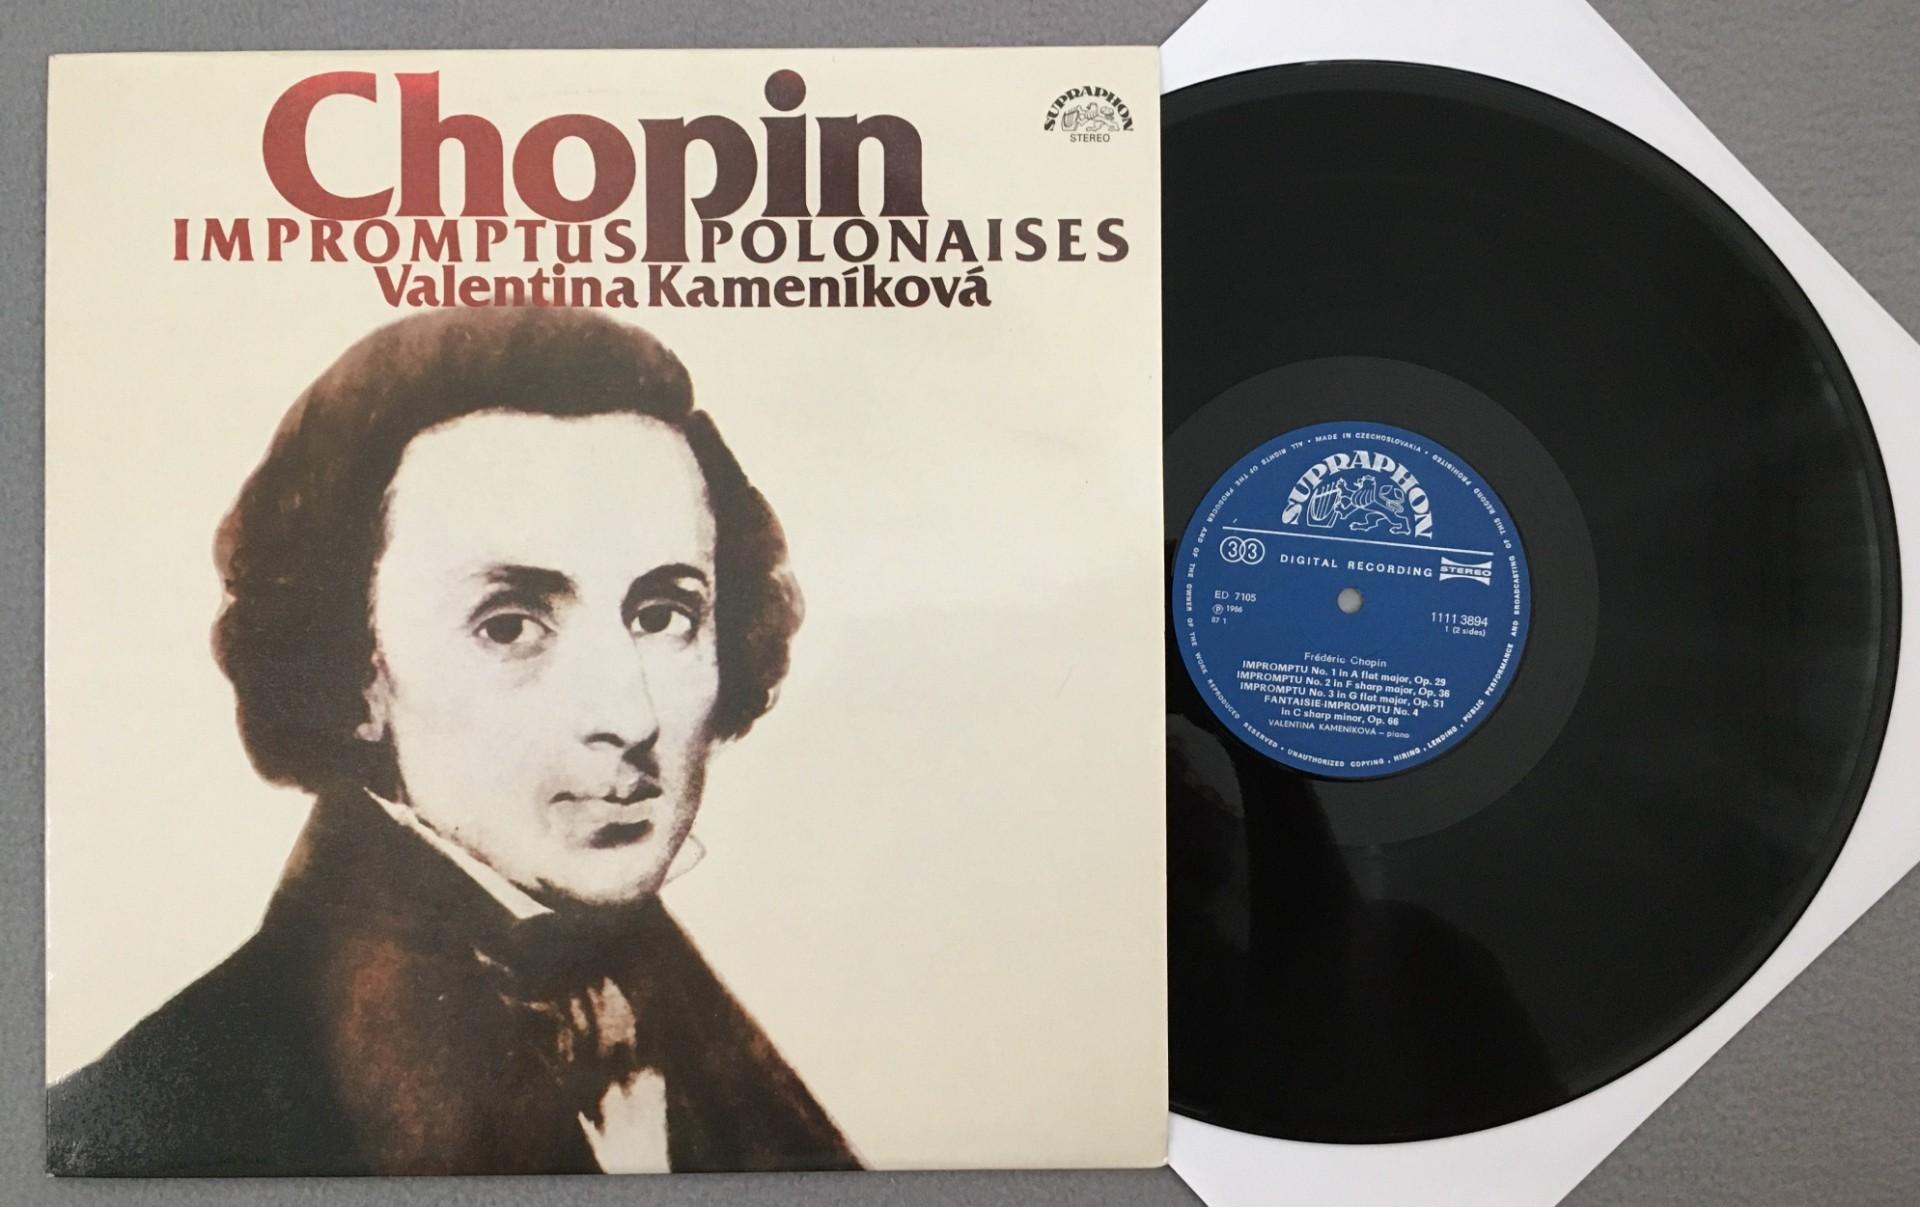 Chopin
IMPROMPTUS POLONAISES
Valentina Kameníková
SUPRAPHON
STEREO
SUPRAPHON
33 DIGITAL RECORDING STEREO
ED 7105
℗ 1986
87 1
1111 3894
1 (2 sides)
Frédéric Chopin
IMPROMPTU No. 1 in A flat major, Op. 29
IMPROMPTU No. 2 in F sharp major, Op. 36
IMPROMPTU No. 3 in G flat major, Op. 51
FANTAISIE-IMPROMPTU No. 4
in C sharp minor, Op. 66
VALENTINA KAMENÍKOVÁ – piano
MADE IN CZECHOSLOVAKIA • ALL RIGHTS OF THE PRODUCER AND OF THE OWNER OF THE WORK REPRODUCED RESERVED • UNAUTHORIZED COPYING, HIRING, LENDING, PUBLIC PERFORMANCE AND BROADCASTING OF THIS RECORD PROHIBITED •